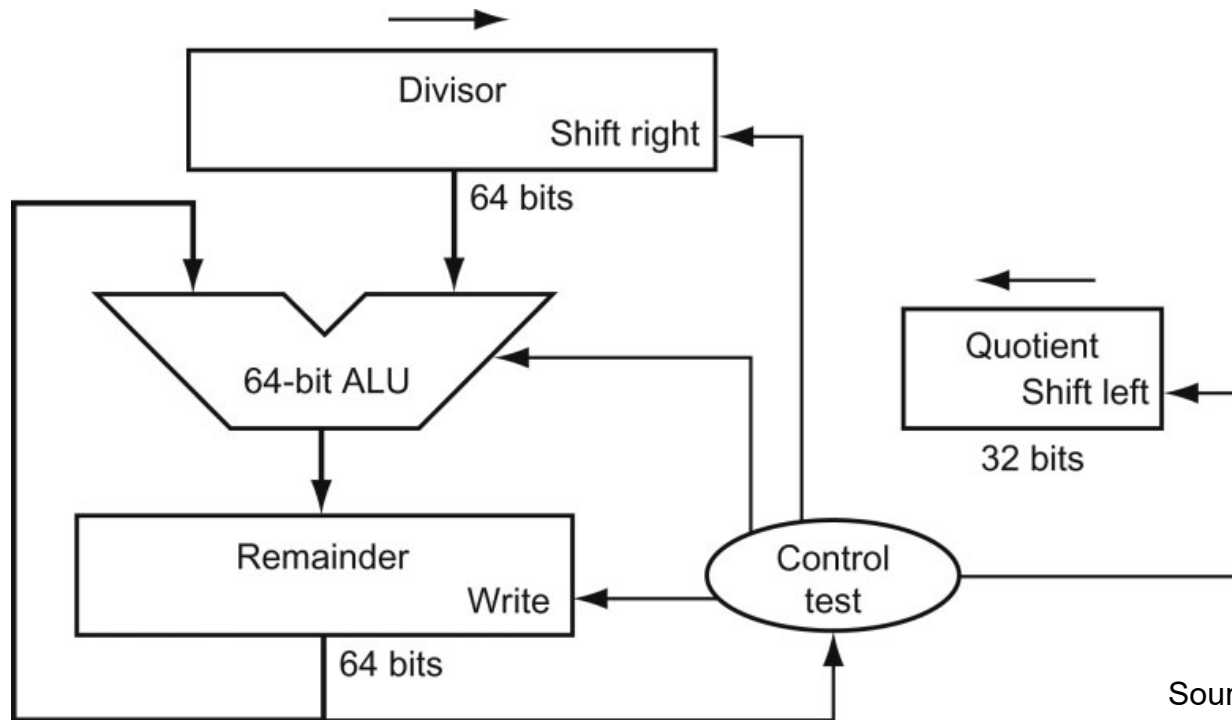 Divisor
Shift right
64 bits
64-bit ALU
Quotient
Shift left
32 bits
Remainder
Write
Control
test
64 bits
Sour